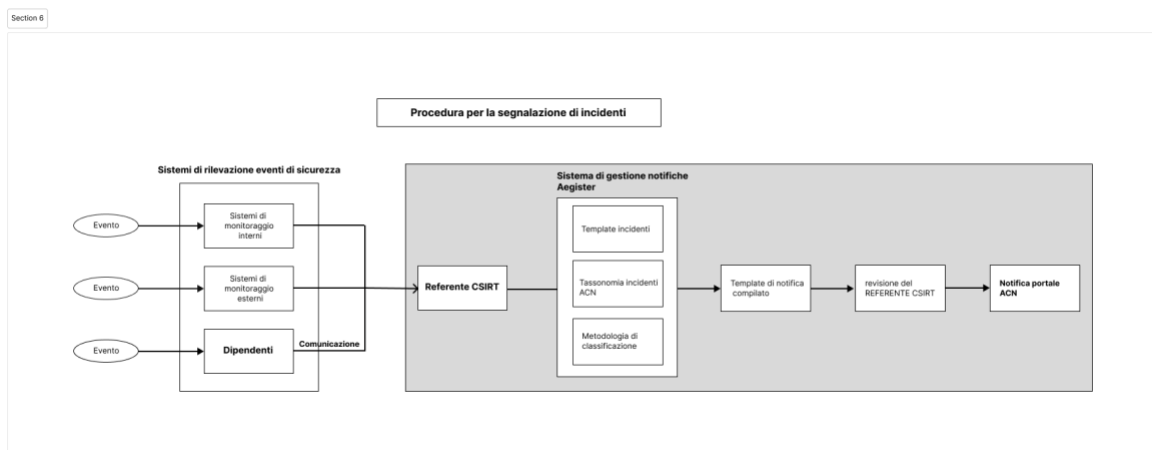 Section 6
Procedura per la segnalazione di incidenti
Sistemi di rilevazione eventi di sicurezza
Evento
Sistemi di
monitoraggio
interni
Evento
Sistemi di
monitoraggio
esterni
Evento
Dipendenti
Comunicazione
Referente CSIRT
Sistema di gestione notifiche
Aegister
Template incidenti
Tassonomia incidenti
ACN
Metodologia di
classificazione
Template di notifica
compilato
revisione del
REFERENTE CSIRT
Notifica portale
ACN